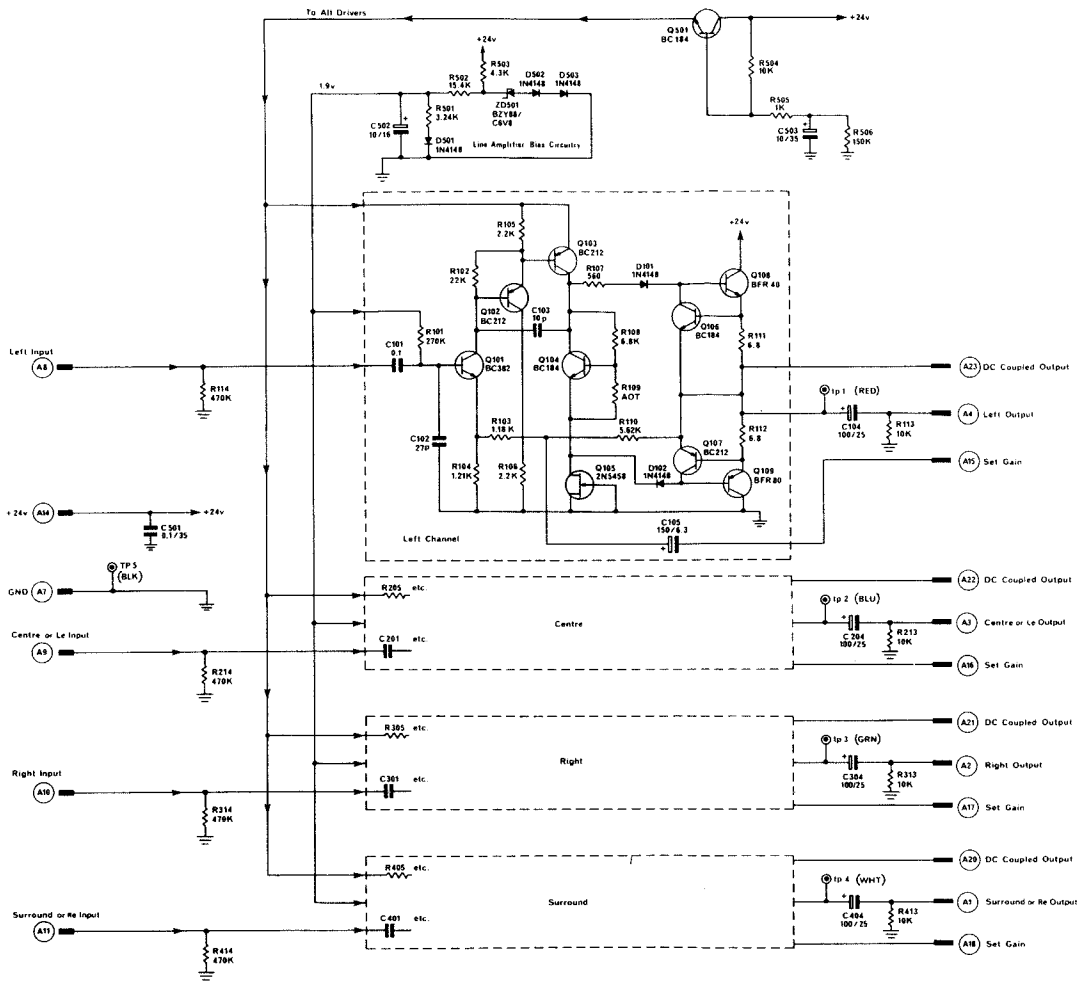 To All Drivers
Q501
BC184
+24v
+24v
R503
4.3K
R502
15.4K
D502
1N4148
D503
1N4148
R504
10K
1.9v
R501
3.24K
ZD501
BZY88/
C6V8
C502
10/16
D501
1N4148
Line Amplifier Bias Circuitry
R505
1K
C503
10/35
R506
150K
R105
2.2K
Q103
BC212
+24v
R102
22K
R107
560
D101
1N4148
Q108
BFR40
Q102
BC212
C103
10p
Q106
BC184
R101
270K
R108
6.8K
R111
6.8
Left Input
A8
C101
0.1
Q101
BC382
Q104
BC184
A23
DC Coupled Output
R114
470K
R109
AOT
tp 1 (RED)
C102
27P
R103
1.18 K
R110
5.62K
R112
6.8
C104
100/25
R113
10K
A4
Left Output
Q107
BC212
R104
1.21K
R106
2.2K
Q105
2N5458
D102
1N4148
Q109
BFR80
A15
Set Gain
+24v
A14
+24v
C501
0.1/35
C105
150/6.3
Left Channel
TP5
(BLK)
GND
A7
R205 etc.
A22
DC Coupled Output
tp 2 (BLU)
Centre or Le Input
A9
C201 etc.
Centre
C204
100/25
R213
10K
A3
Centre or Le Output
R214
470K
A16
Set Gain
R305 etc.
A21
DC Coupled Output
tp 3 (GRN)
Right Input
A10
C301 etc.
Right
C304
100/25
R313
10K
A2
Right Output
R314
470K
A17
Set Gain
R405 etc.
A20
DC Coupled Output
tp 4 (WHT)
Surround or Re Input
A11
C401 etc.
Surround
C404
100/25
R413
10K
A1
Surround or Re Output
R414
470K
A18
Set Gain